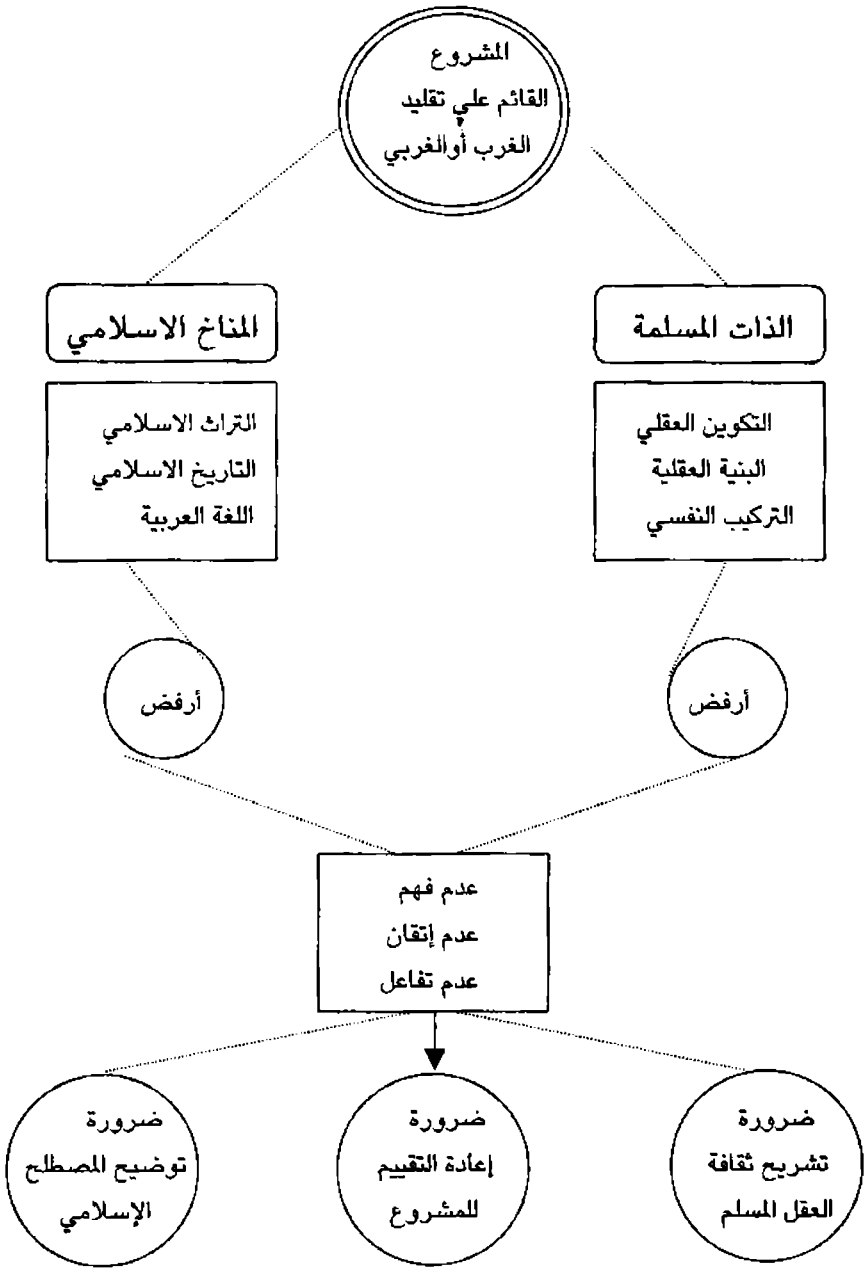 المشروع
القائم علي تقليد
الغرب أوالغربي
الذات المسلمة
المناخ الاسلامي
التكوين العقلي
البنية العقلية
التركيب النفسي
التراث الاسلامي
التاريخ الاسلامي
اللغة العربية
أرفض
أرفض
عدم فهم
عدم إتقان
عدم تفاعل
ضرورة
تشريح ثقافة
العقل المسلم
ضرورة
إعادة التقييم
للمشروع
ضرورة
توضيح المصطلح
الإسلامي